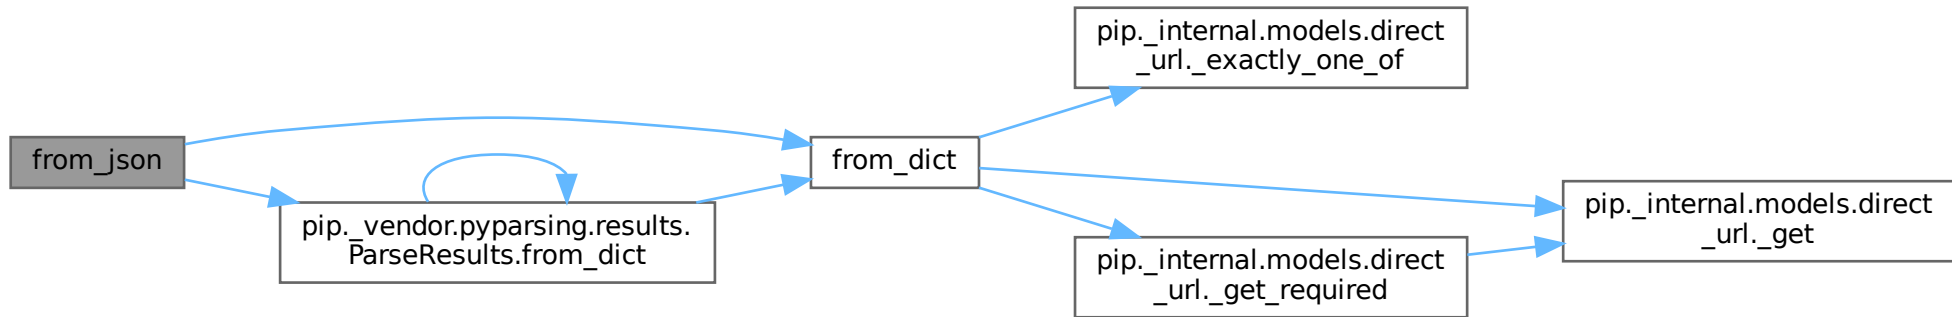 from_json
pip._vendor.pyparsing.results.
ParseResults.from_dict
from_dict
pip._internal.models.direct
_url._exactly_one_of
pip._internal.models.direct
_url._get_required
pip._internal.models.direct
_url._get